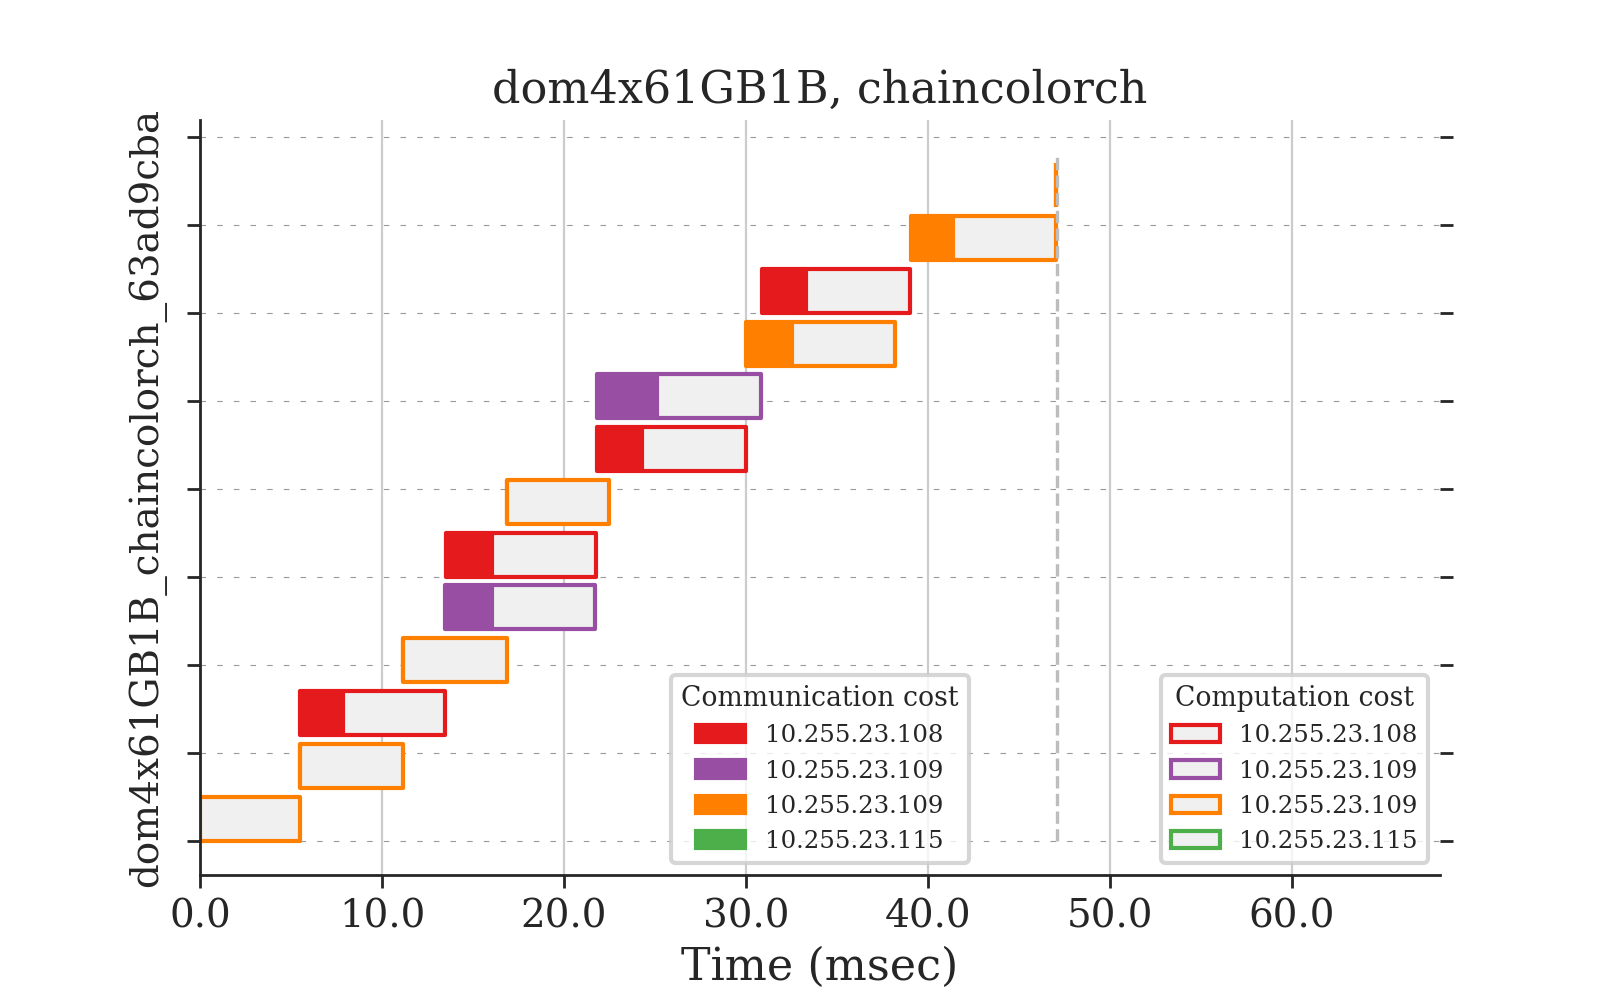 dom4x61GB1B, chaincolorch
dom4x61GB1B_chaincolorch_63ad9cba
Communication cost
10.255.23.108
10.255.23.109
10.255.23.109
10.255.23.115
Computation cost
10.255.23.108
10.255.23.109
10.255.23.109
10.255.23.115
0.0 10.0 20.0 30.0 40.0 50.0 60.0
Time (msec)